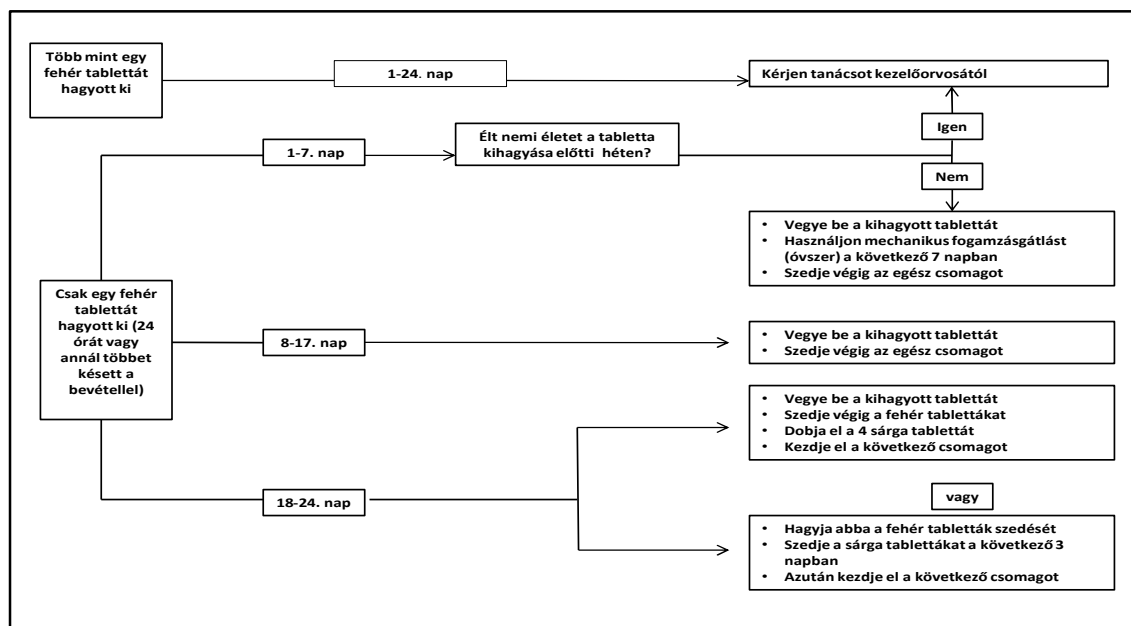 Több mint egy
fehér tablettát
hagyott ki
1-24. nap
Kérjen tanácsot kezelőorvosától
Igen
1-7. nap
Élt nemi életet a tabletta
kihagyása előtti héten?
Nem
• Vegye be a kihagyott tablettát
• Használjon mechanikus fogamzásgátlást
(óvszer) a következő 7 napban
• Szedje végig az egész csomagot
Csak egy fehér
tablettát
hagyott ki (24
órát vagy
annál többet
késett a
bevétellel)
8-17. nap
• Vegye be a kihagyott tablettát
• Szedje végig az egész csomagot
• Vegye be a kihagyott tablettát
• Szedje végig a fehér tablettákat
• Dobja el a 4 sárga tablettát
• Kezdje el a következő csomagot
18-24. nap
vagy
• Hagyja abba a fehér tabletták szedését
• Szedje a sárga tablettákat a következő 3
napban
• Azután kezdje el a következő csomagot